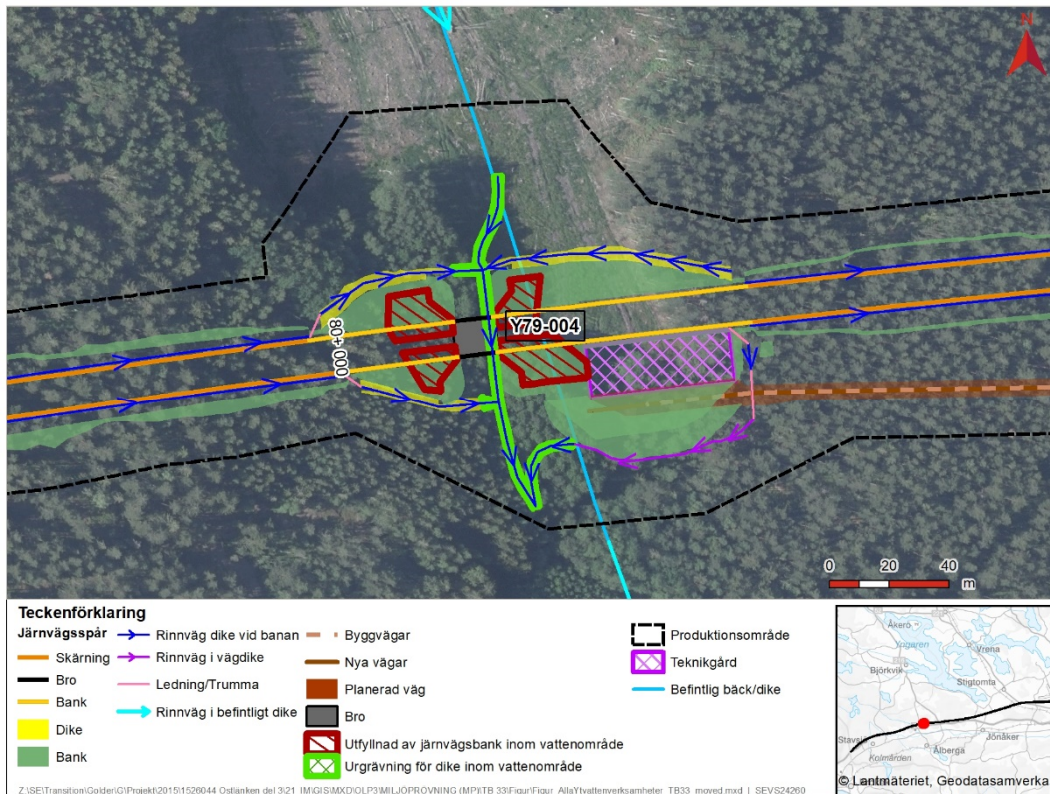 N
80+000
Y79-004
0 20 40
m
Teckenförklaring
Järnvägsspår
Skärning
Bro
Bank
Dike
Bank
Rinnväg dike vid banan
Rinnväg i vägdike
Ledning/Trumma
Rinnväg i befintligt dike
Byggvägar
Nya vägar
Planerad väg
Bro
Utfyllnad av järnvägsbank inom vattenområde
Urgrävning för dike inom vattenområde
Produktionsområde
Teknikgård
Befintlig bäck/dike
Åkerö
Yngaren
Vrena
Björkvik
Stigtomta
Stavsjö
Jönåker
Ålberga
Kolmården
© Lantmäteriet, Geodatasamverka